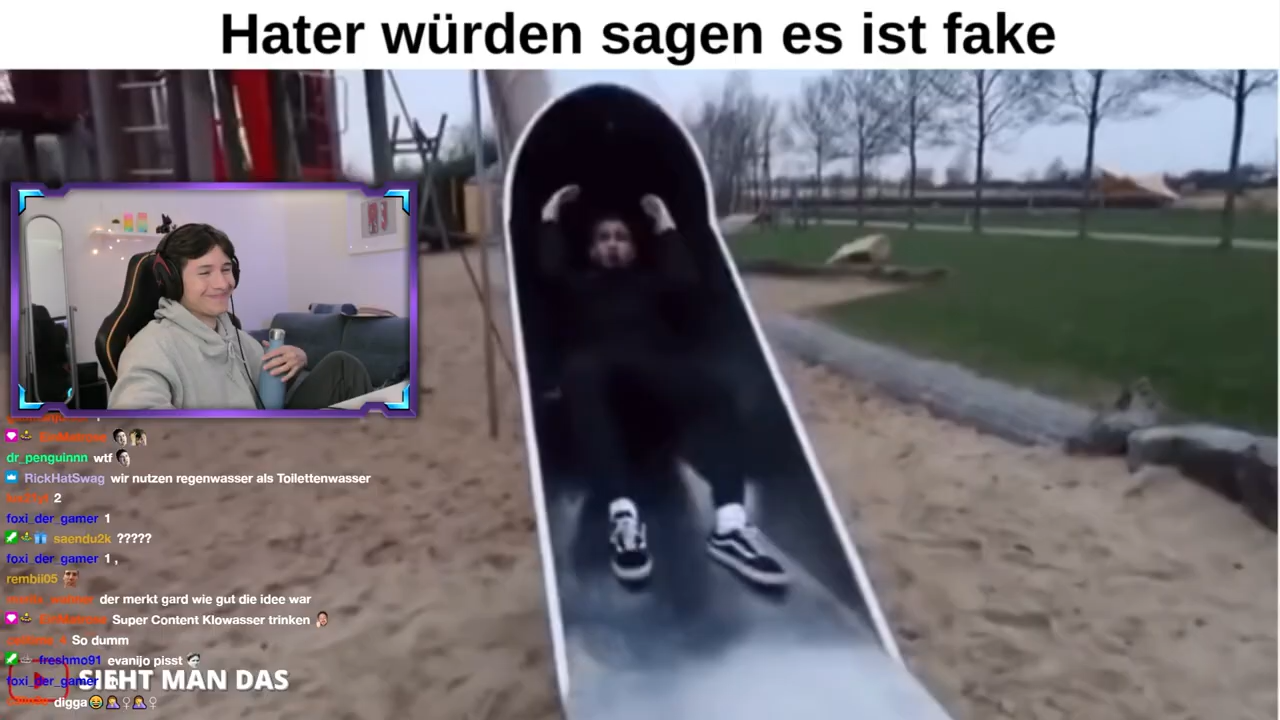 Hater würden sagen es ist fake
dr_penguinnn wtf
RickHatSwag wir nutzen regenwasser als Toilettenwasser
2
foxi_der_gamer 1
saendu2k ?????
foxi_der_gamer 1 ,
rembii05
der merkt gard wie gut die idee war
Super Content Klowasser trinken
So dumm
freshmo91 evanijo pisst
foxi_der_gamer
SIEHT MAN DAS
digga